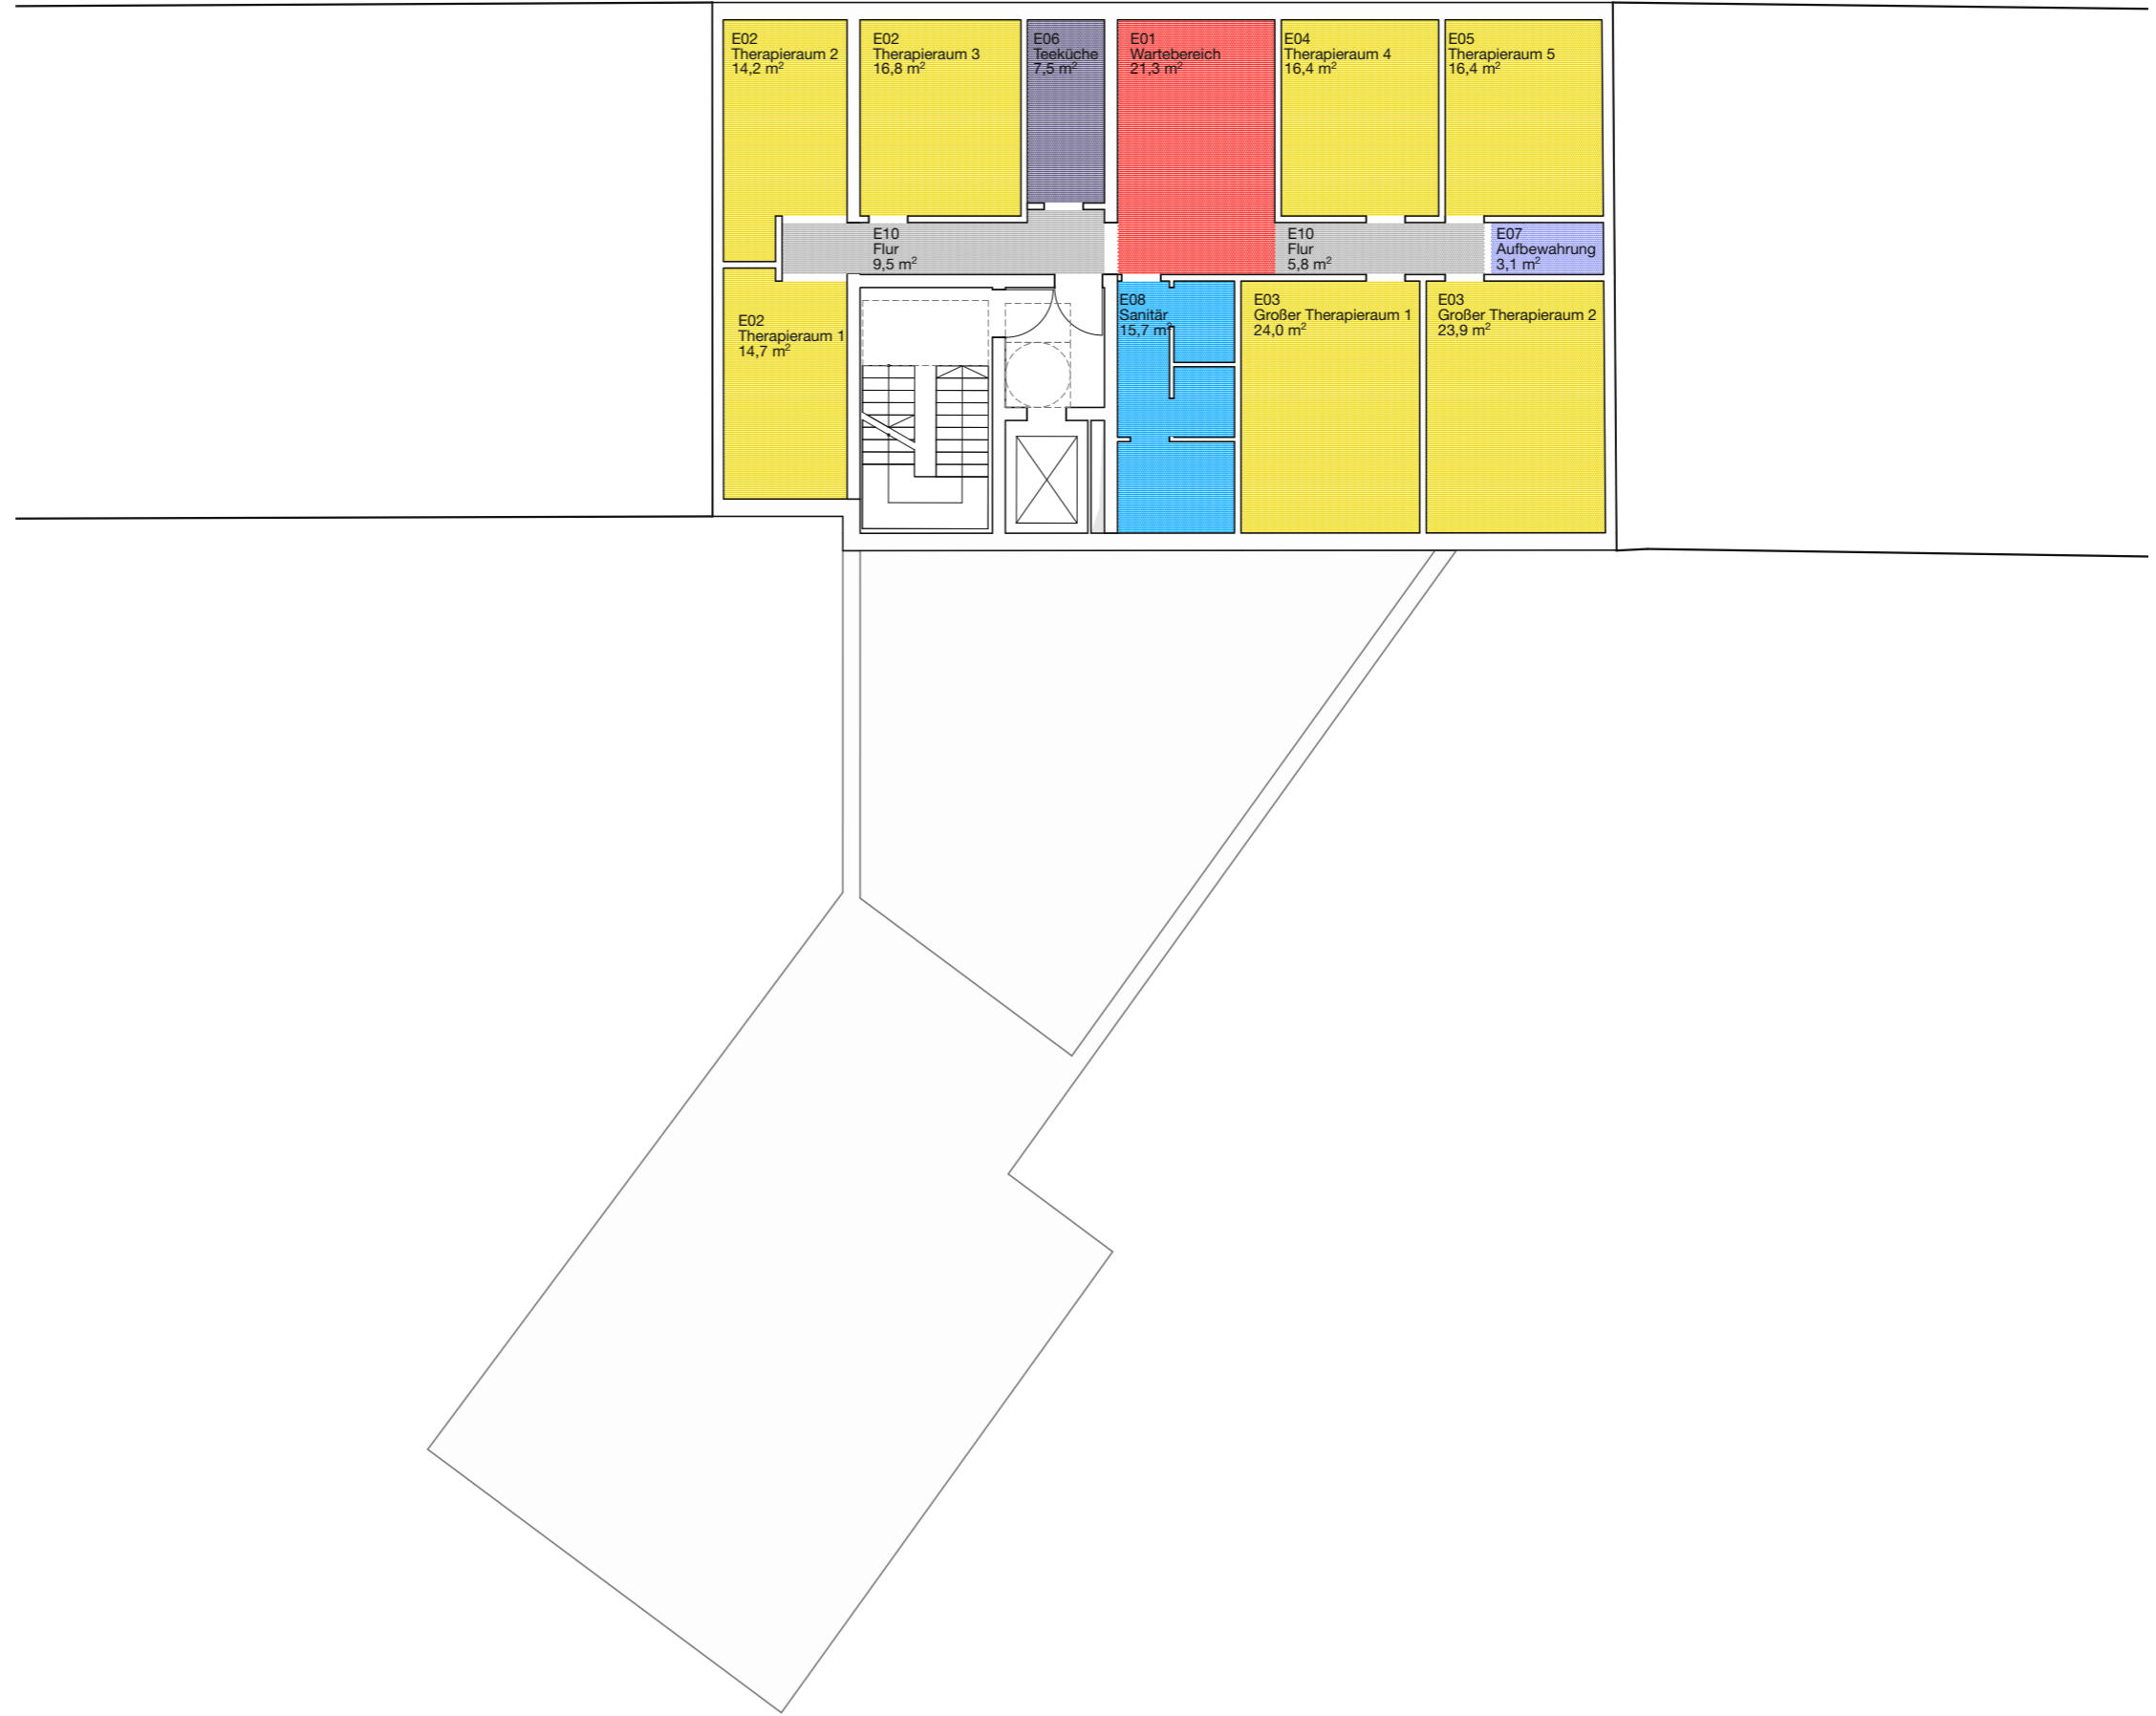 E02
Therapieraum 2
14,2 m²
E02
Therapieraum 3
16,8 m²
E06
Teeküche
7,5 m²
E01
Wartebereich
21,3 m²
E04
Therapieraum 4
16,4 m²
E05
Therapieraum 5
16,4 m²
E10
Flur
9,5 m²
E10
Flur
5,8 m²
E07
Aufbewahrung
3,1 m²
E02
Therapieraum 1
14,7 m²
E08
Sanitär
15,7 m²
E03
Großer Therapieraum 1
24,0 m²
E03
Großer Therapieraum 2
23,9 m²